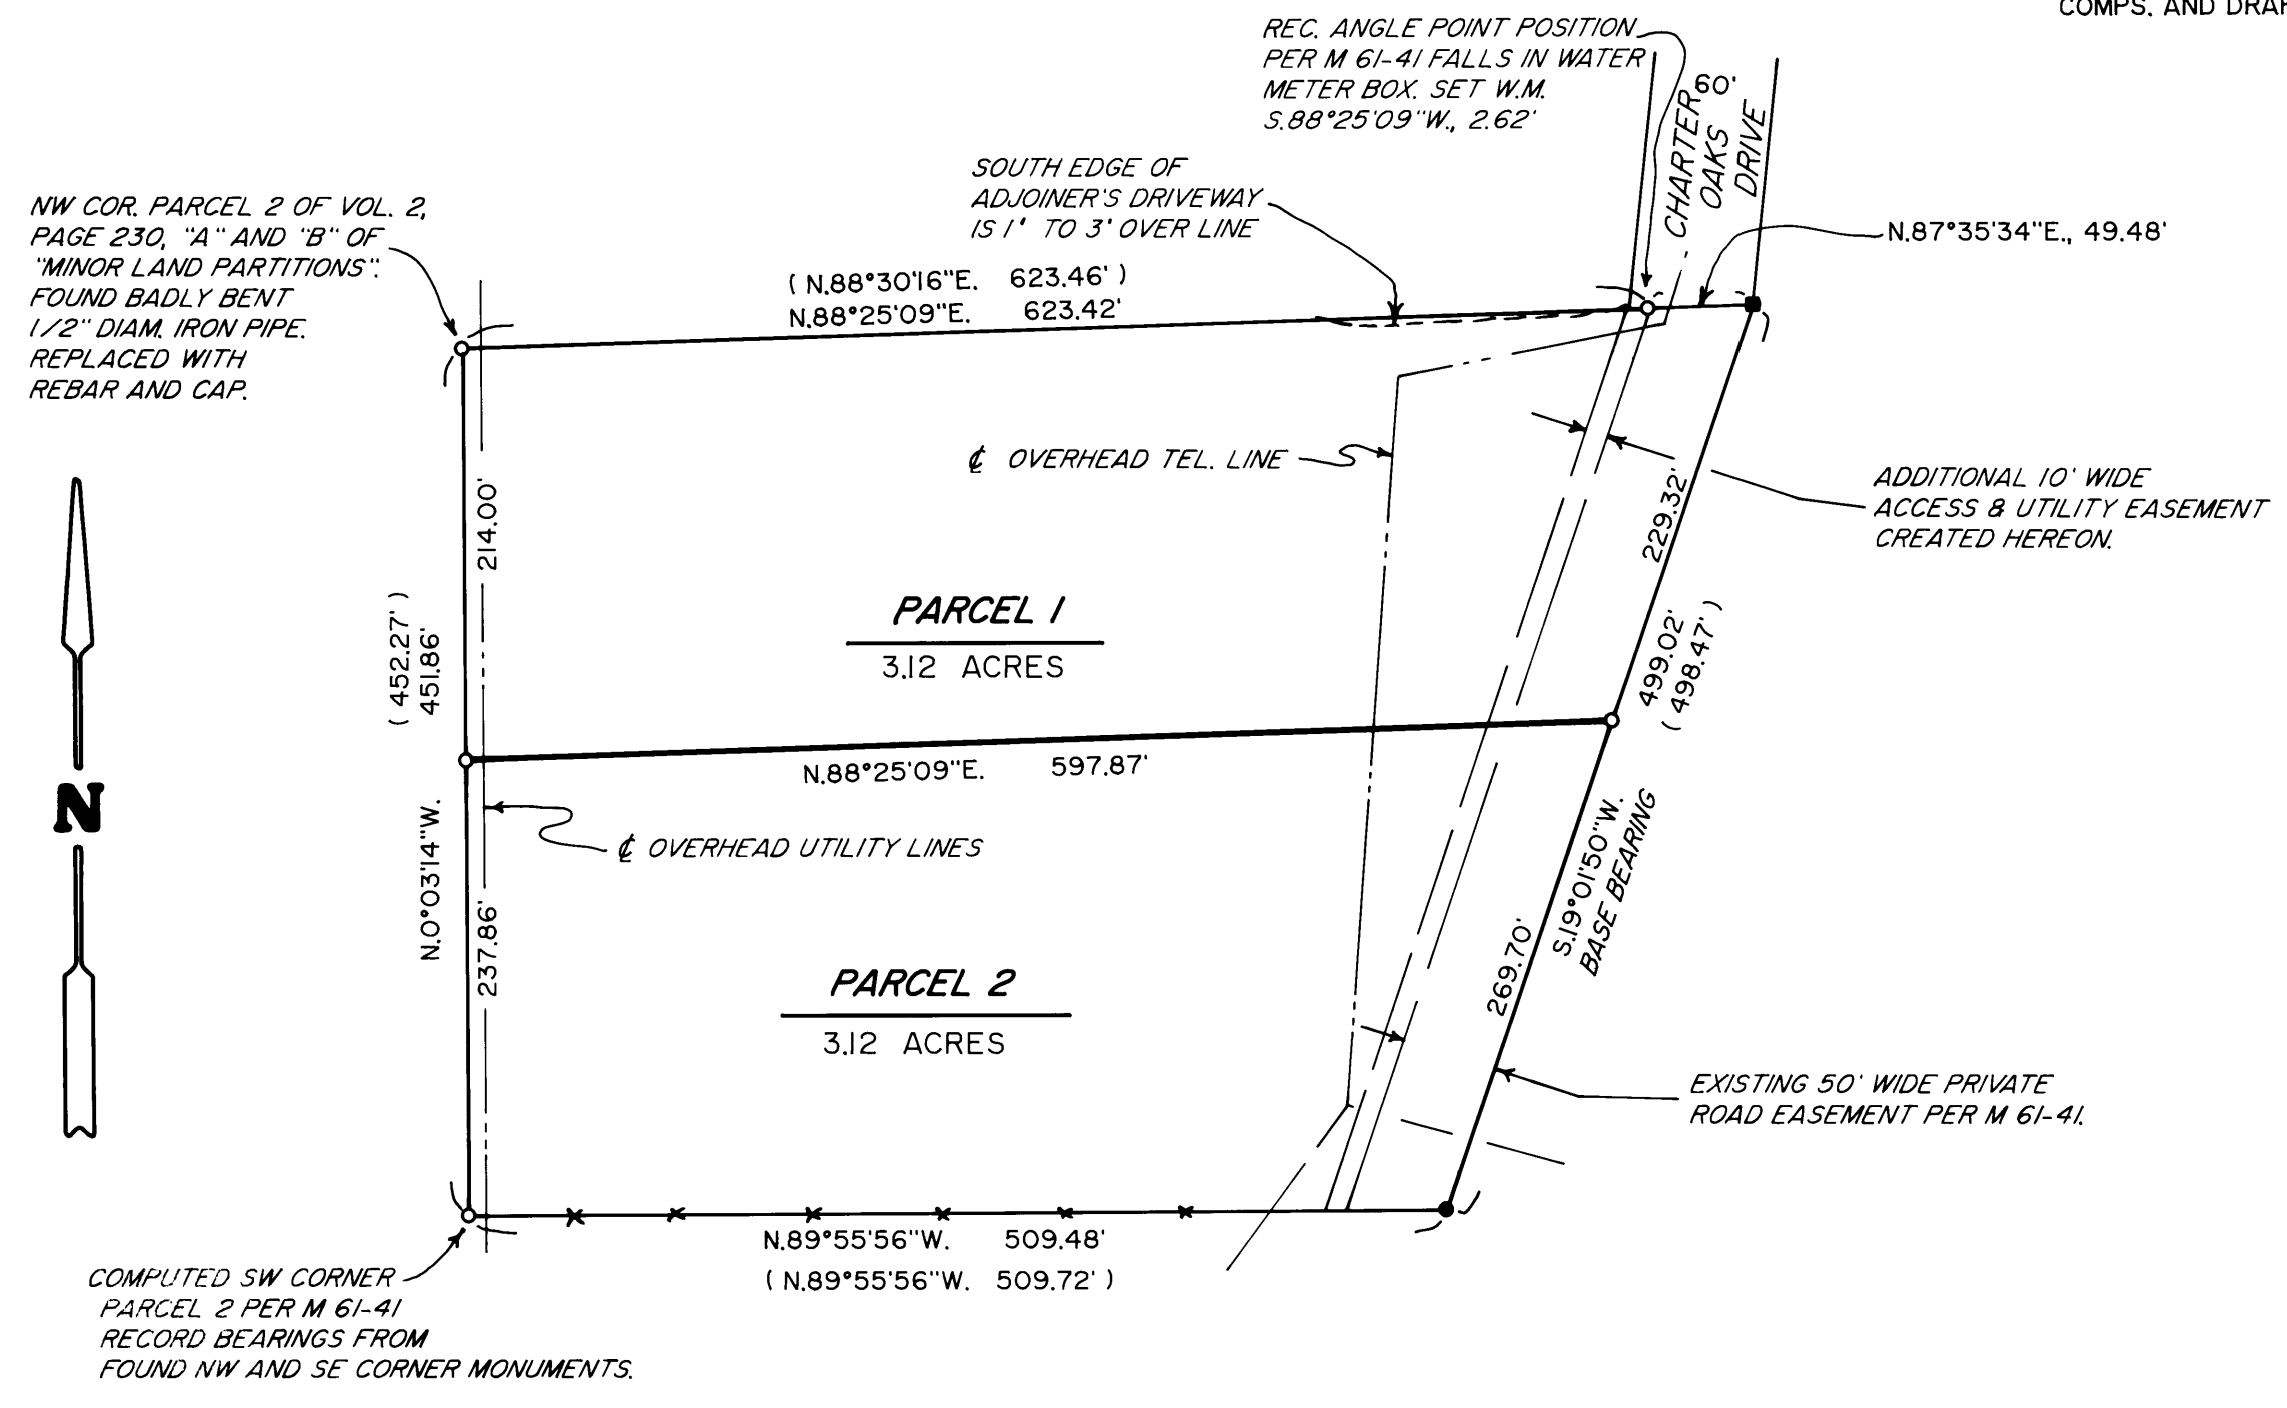 COMPS. AND DRAF
REC. ANGLE POINT POSITION
PER M 61-41 FALLS IN WATER
METER BOX. SET W.M.
S.88°25'09"W., 2.62'
60'
CHARTER
OAKS
DRIVE
SOUTH EDGE OF
ADJOINER'S DRIVEWAY
IS 1' TO 3' OVER LINE
NW COR. PARCEL 2 OF VOL. 2,
PAGE 230, "A" AND "B" OF
"MINOR LAND PARTITIONS".
FOUND BADLY BENT
1/2" DIAM. IRON PIPE.
REPLACED WITH
REBAR AND CAP.
N.87°35'34"E., 49.48'
( N.88°30'16"E. 623.46' )
N.88°25'09"E. 623.42'
℄ OVERHEAD TEL. LINE
ADDITIONAL 10' WIDE
ACCESS & UTILITY EASEMENT
CREATED HEREON.
214.00'
229.32'
PARCEL 1
3.12 ACRES
( 452.27' )
451.86'
499.02'
( 498.47' )
N.88°25'09"E. 597.87'
N
N.0°03'14"W.
℄ OVERHEAD UTILITY LINES
S.19°01'50"W.
BASE BEARING
237.86'
269.70'
PARCEL 2
3.12 ACRES
EXISTING 50' WIDE PRIVATE
ROAD EASEMENT PER M 61-41.
N.89°55'56"W. 509.48'
( N.89°55'56"W. 509.72' )
COMPUTED SW CORNER
PARCEL 2 PER M 61-41
RECORD BEARINGS FROM
FOUND NW AND SE CORNER MONUMENTS.